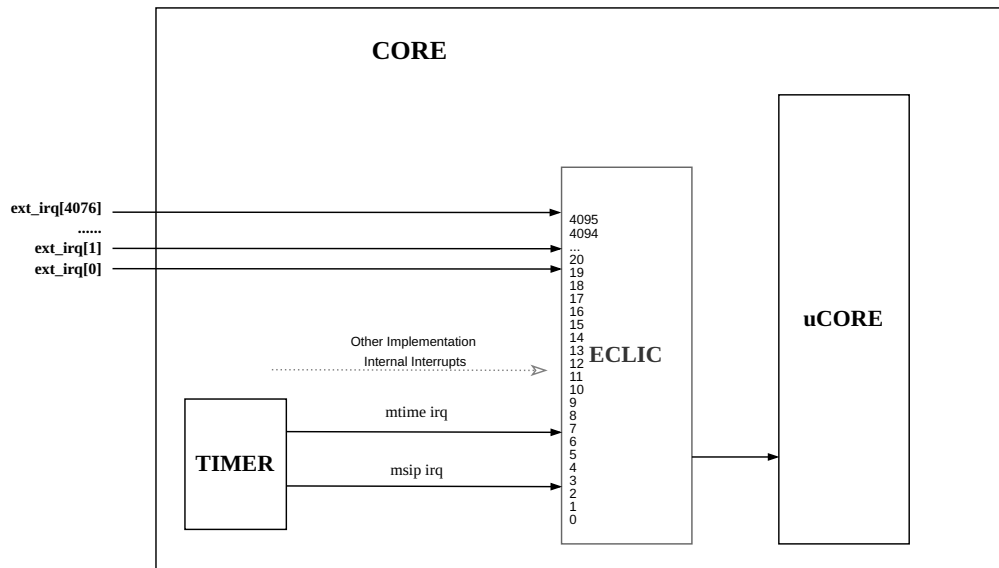 CORE
ext_irq[4076]
......
ext_irq[1]
ext_irq[0]
4095
4094
...
20
19
18
17
16
15
14
13
12
11
10
9
8
7
6
5
4
3
2
1
0
ECLIC
uCORE
Other Implementation
Internal Interrupts
mtime irq
TIMER
msip irq